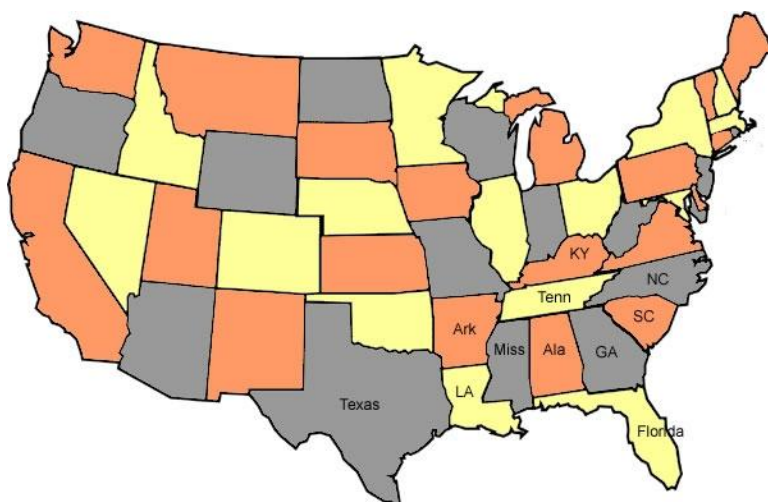 KY
NC
Tenn
SC
Ark
Miss
Ala
GA
LA
Texas
Florida